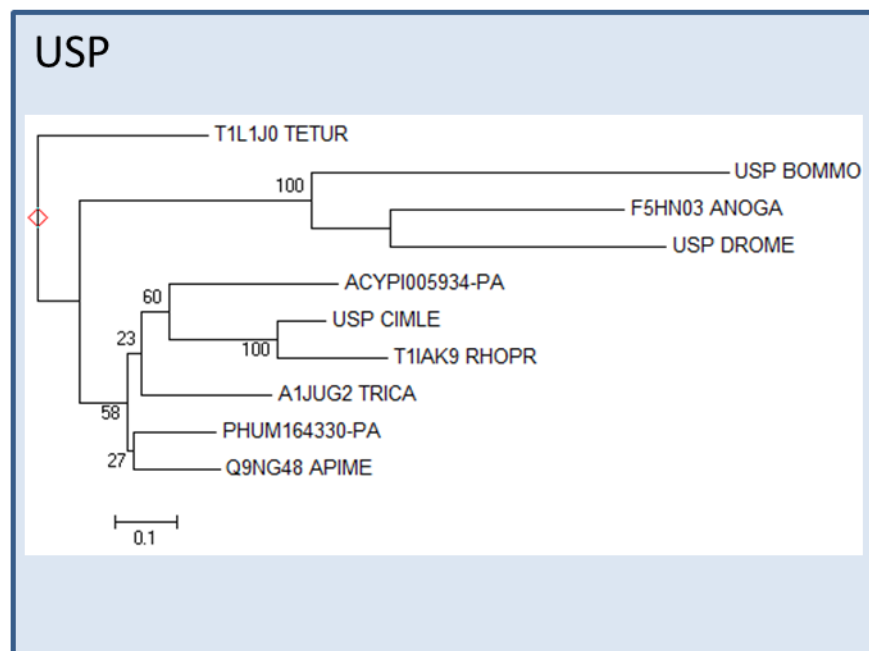 USP
T1L1J0 TETUR
USP BOMMO
100
F5HN03 ANOGA
USP DROME
ACYPI005934-PA
60
USP CIMLE
23
100
T1IAK9 RHOPR
A1JUG2 TRICA
58
PHUM164330-PA
27
Q9NG48 APIME
0.1